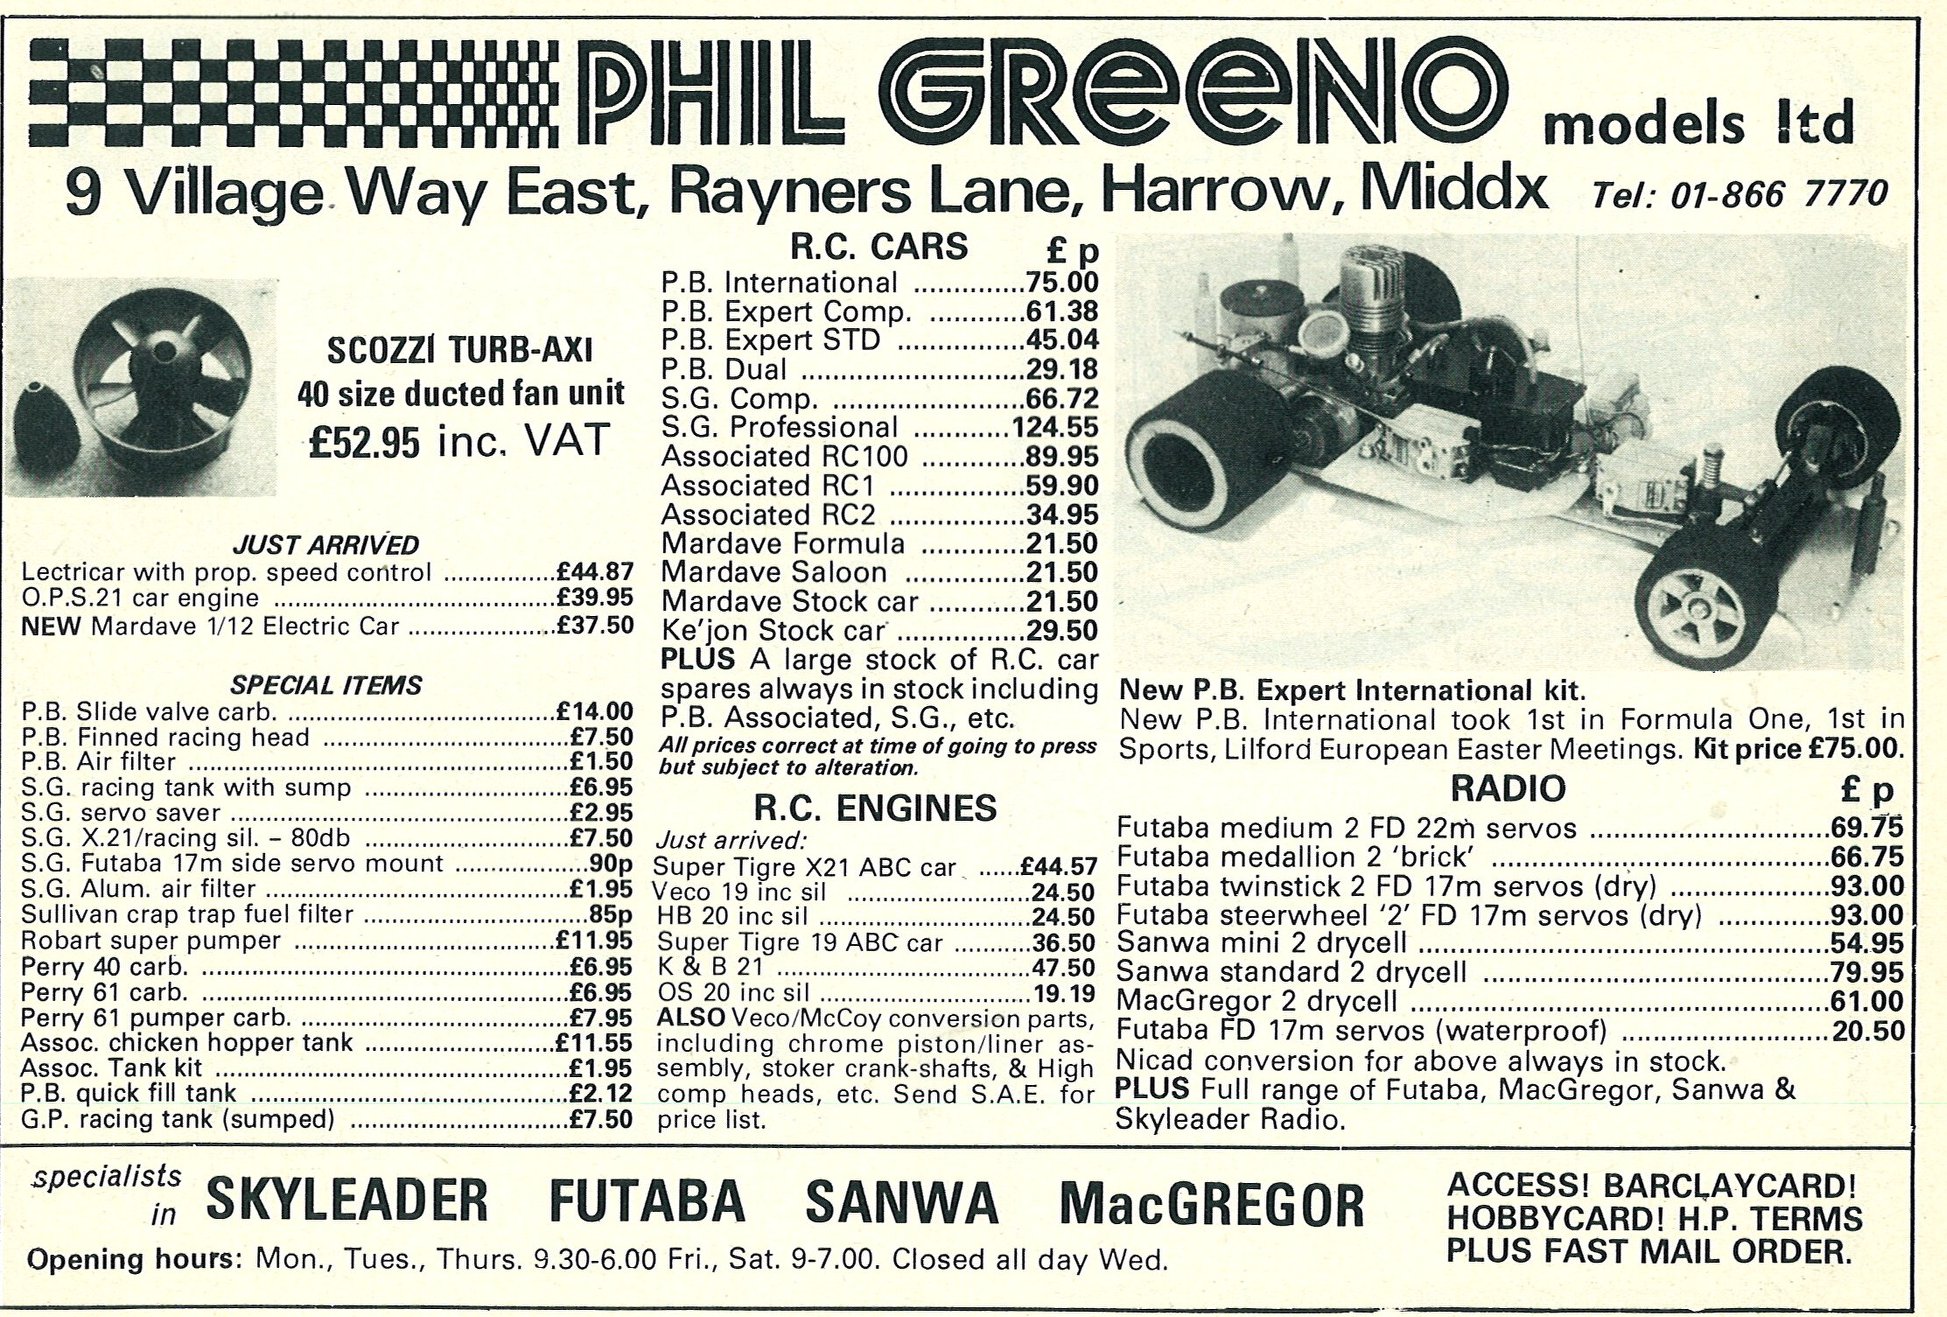 PHIL GREENO models ltd
9 Village Way East, Rayners Lane, Harrow, Middx Tel: 01-866 7770
SCOZZI TURB-AXI
40 size ducted fan unit
£52.95 inc. VAT
JUST ARRIVED
Lectricar with prop. speed control ................£44.87
O.P.S.21 car engine ........................................£39.95
NEW Mardave 1/12 Electric Car .....................£37.50
SPECIAL ITEMS
P.B. Slide valve carb. ......................................£14.00
P.B. Finned racing head ...................................£7.50
P.B. Air filter ......................................................£1.50
S.G. racing tank with sump .............................£6.95
S.G. servo saver ................................................£2.95
S.G. X.21/racing sil. – 80db ...............................£7.50
S.G. Futaba 17m side servo mount ...................90p
S.G. Alum. air filter ...........................................£1.95
Sullivan crap trap fuel filter ................................85p
Robart super pumper .....................................£11.95
Perry 40 carb. ....................................................£6.95
Perry 61 carb. ....................................................£6.95
Perry 61 pumper carb. ......................................£7.95
Assoc. chicken hopper tank ...........................£11.55
Assoc. Tank kit ..................................................£1.95
P.B. quick fill tank .............................................£2.12
G.P. racing tank (sumped) ...............................£7.50
R.C. CARS £ p
P.B. International ..............75.00
P.B. Expert Comp. ............61.38
P.B. Expert STD ................45.04
P.B. Dual ............................29.18
S.G. Comp. ........................66.72
S.G. Professional ............124.55
Associated RC100 .............89.95
Associated RC1 .................59.90
Associated RC2 .................34.95
Mardave Formula .............21.50
Mardave Saloon ...............21.50
Mardave Stock car ............21.50
Ke'jon Stock car ................29.50
PLUS A large stock of R.C. car
spares always in stock including
P.B. Associated, S.G., etc.
All prices correct at time of going to press
but subject to alteration.
R.C. ENGINES
Just arrived:
Super Tigre X21 ABC car ......£44.57
Veco 19 inc sil ..........................24.50
HB 20 inc sil ..............................24.50
Super Tigre 19 ABC car ...........36.50
K & B 21 ....................................47.50
OS 20 inc sil ..............................19.19
ALSO Veco/McCoy conversion parts,
including chrome piston/liner as-
sembly, stoker crank-shafts, & High
comp heads, etc. Send S.A.E. for
price list.
New P.B. Expert International kit.
New P.B. International took 1st in Formula One, 1st in
Sports, Lilford European Easter Meetings. Kit price £75.00.
RADIO £ p
Futaba medium 2 FD 22m servos .............................69.75
Futaba medallion 2 'brick' .........................................66.75
Futaba twinstick 2 FD 17m servos (dry) ...................93.00
Futaba steerwheel '2' FD 17m servos (dry) .............93.00
Sanwa mini 2 drycell ..................................................54.95
Sanwa standard 2 drycell ..........................................79.95
MacGregor 2 drycell ...................................................61.00
Futaba FD 17m servos (waterproof) .........................20.50
Nicad conversion for above always in stock.
PLUS Full range of Futaba, MacGregor, Sanwa &
Skyleader Radio.
specialists
in SKYLEADER FUTABA SANWA MacGREGOR
Opening hours: Mon., Tues., Thurs. 9.30-6.00 Fri., Sat. 9-7.00. Closed all day Wed.
ACCESS! BARCLAYCARD!
HOBBYCARD! H.P. TERMS
PLUS FAST MAIL ORDER.